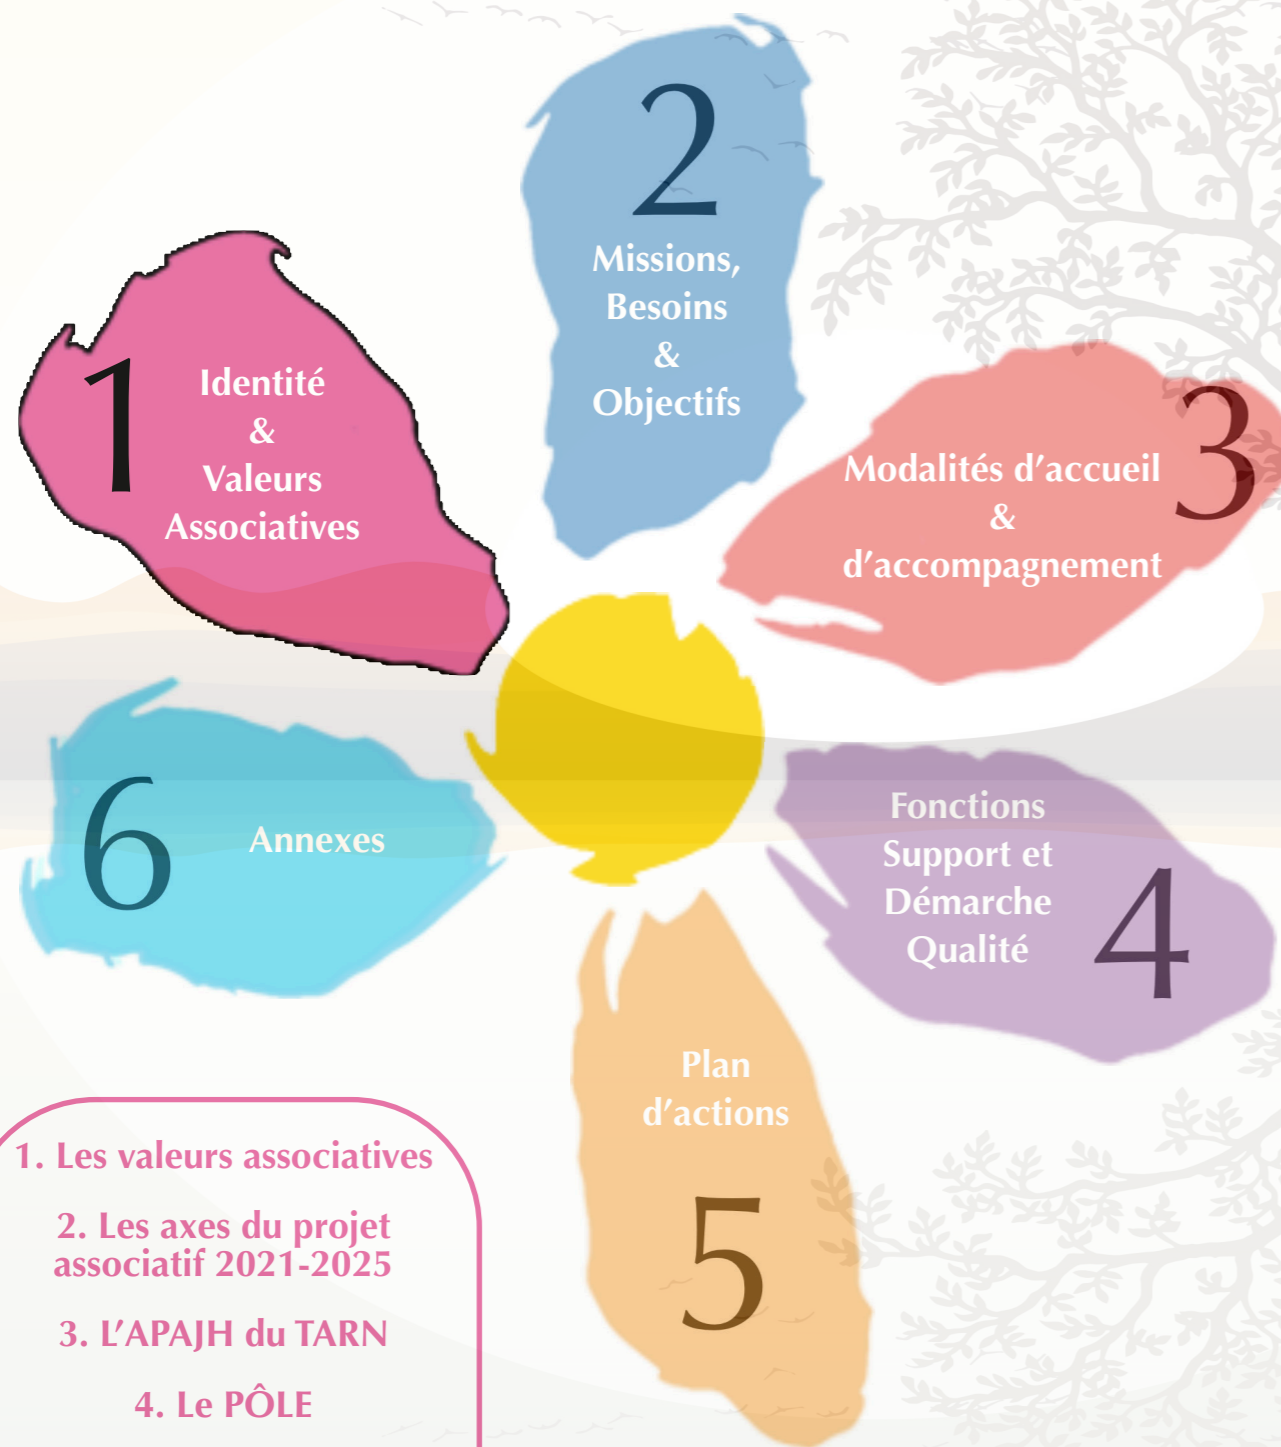 1
Identité
&
Valeurs
Associatives
2
Missions,
Besoins
&
Objectifs
3
Modalités d'accueil
&
d'accompagnement
4
Fonctions
Support et
Démarche
Qualité
5
Plan
d'actions
6
Annexes
1. Les valeurs associatives
2. Les axes du projet
associatif 2021-2025
3. L'APAJH du TARN
4. Le PÔLE